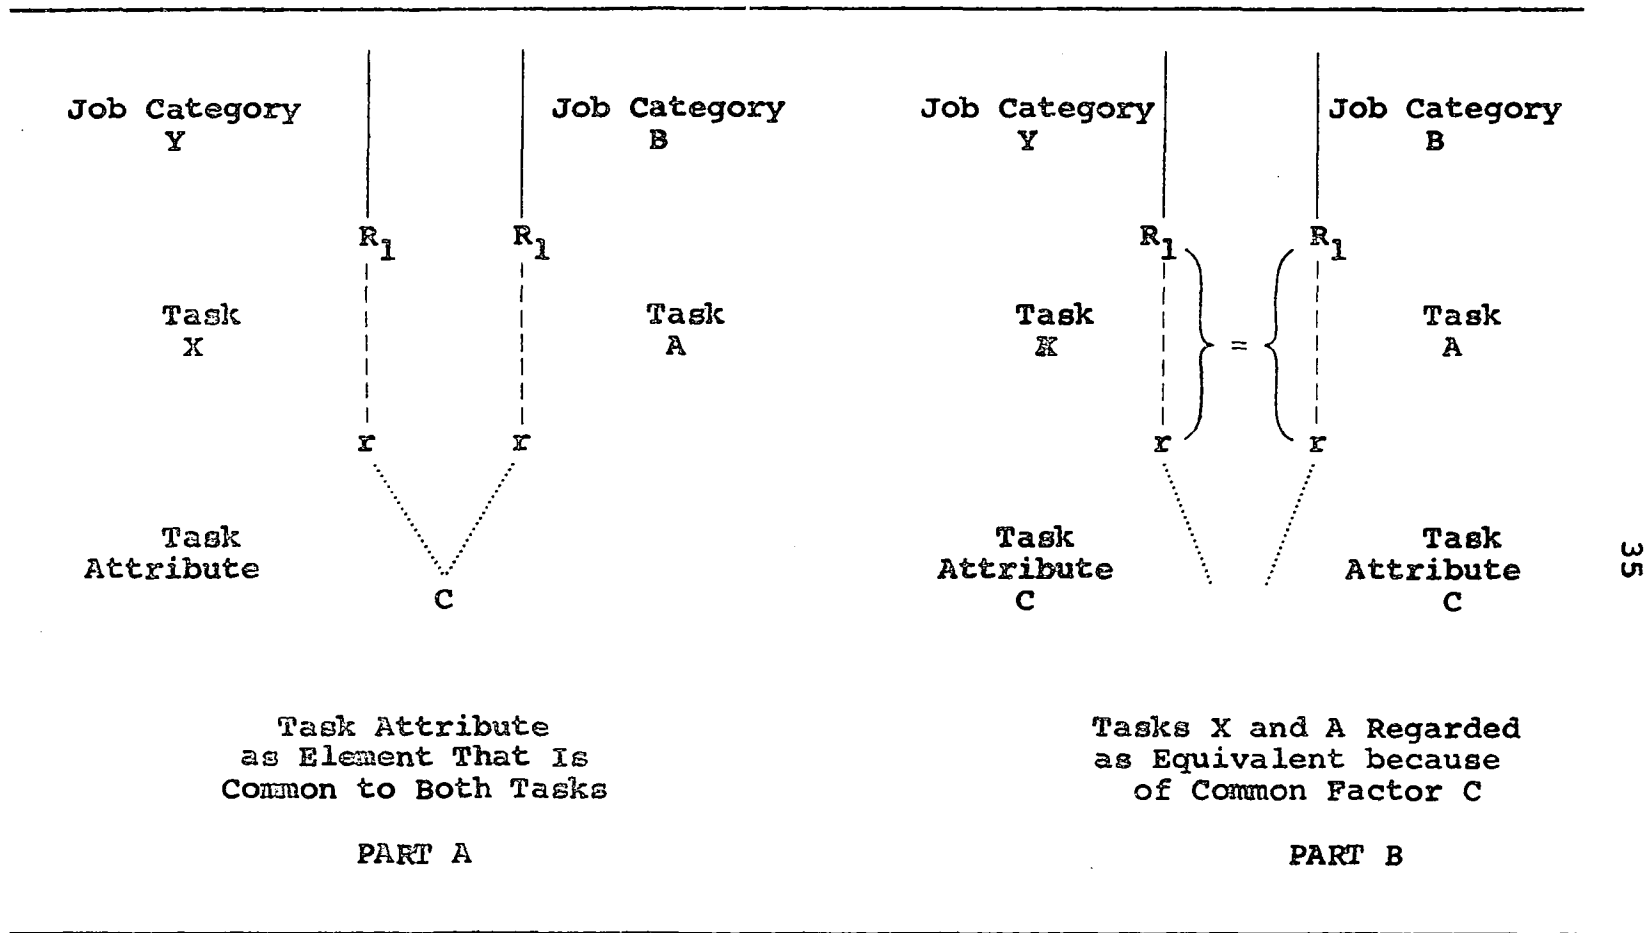 Job Category
Y
Job Category
B
R1 R1
Task
X
Task
A
r r
Task
Attribute
C
Task Attribute
as Element That Is
Common to Both Tasks
PART A
Job Category
Y
Job Category
B
R1 R1
Task
X
=
Task
A
r r
Task
Attribute
C
Task
Attribute
C
Tasks X and A Regarded
as Equivalent because
of Common Factor C
PART B
35